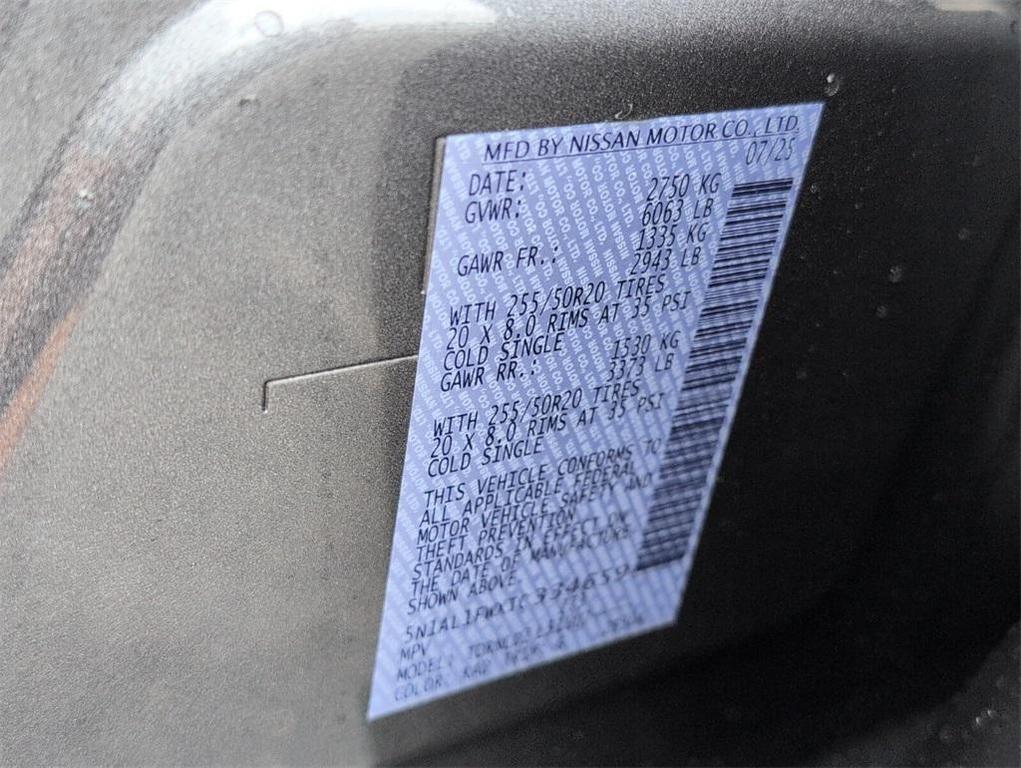 MFD BY NISSAN MOTOR CO., LTD.
DATE: 07/25
GVWR: 2750 KG
6063 LB
GAWR FR.: 1335 KG
2943 LB
WITH 255/50R20 TIRES
20 X 8.0 RIMS AT 35 PSI
COLD SINGLE
GAWR RR.: 1530 KG
3373 LB
WITH 255/50R20 TIRES
20 X 8.0 RIMS AT 35 PSI
COLD SINGLE
THIS VEHICLE CONFORMS TO
ALL APPLICABLE FEDERAL
MOTOR VEHICLE SAFETY AND
THEFT PREVENTION
STANDARDS IN EFFECT ON
THE DATE OF MANUFACTURE
SHOWN ABOVE.
MPV
MODEL:
COLOR: KAD